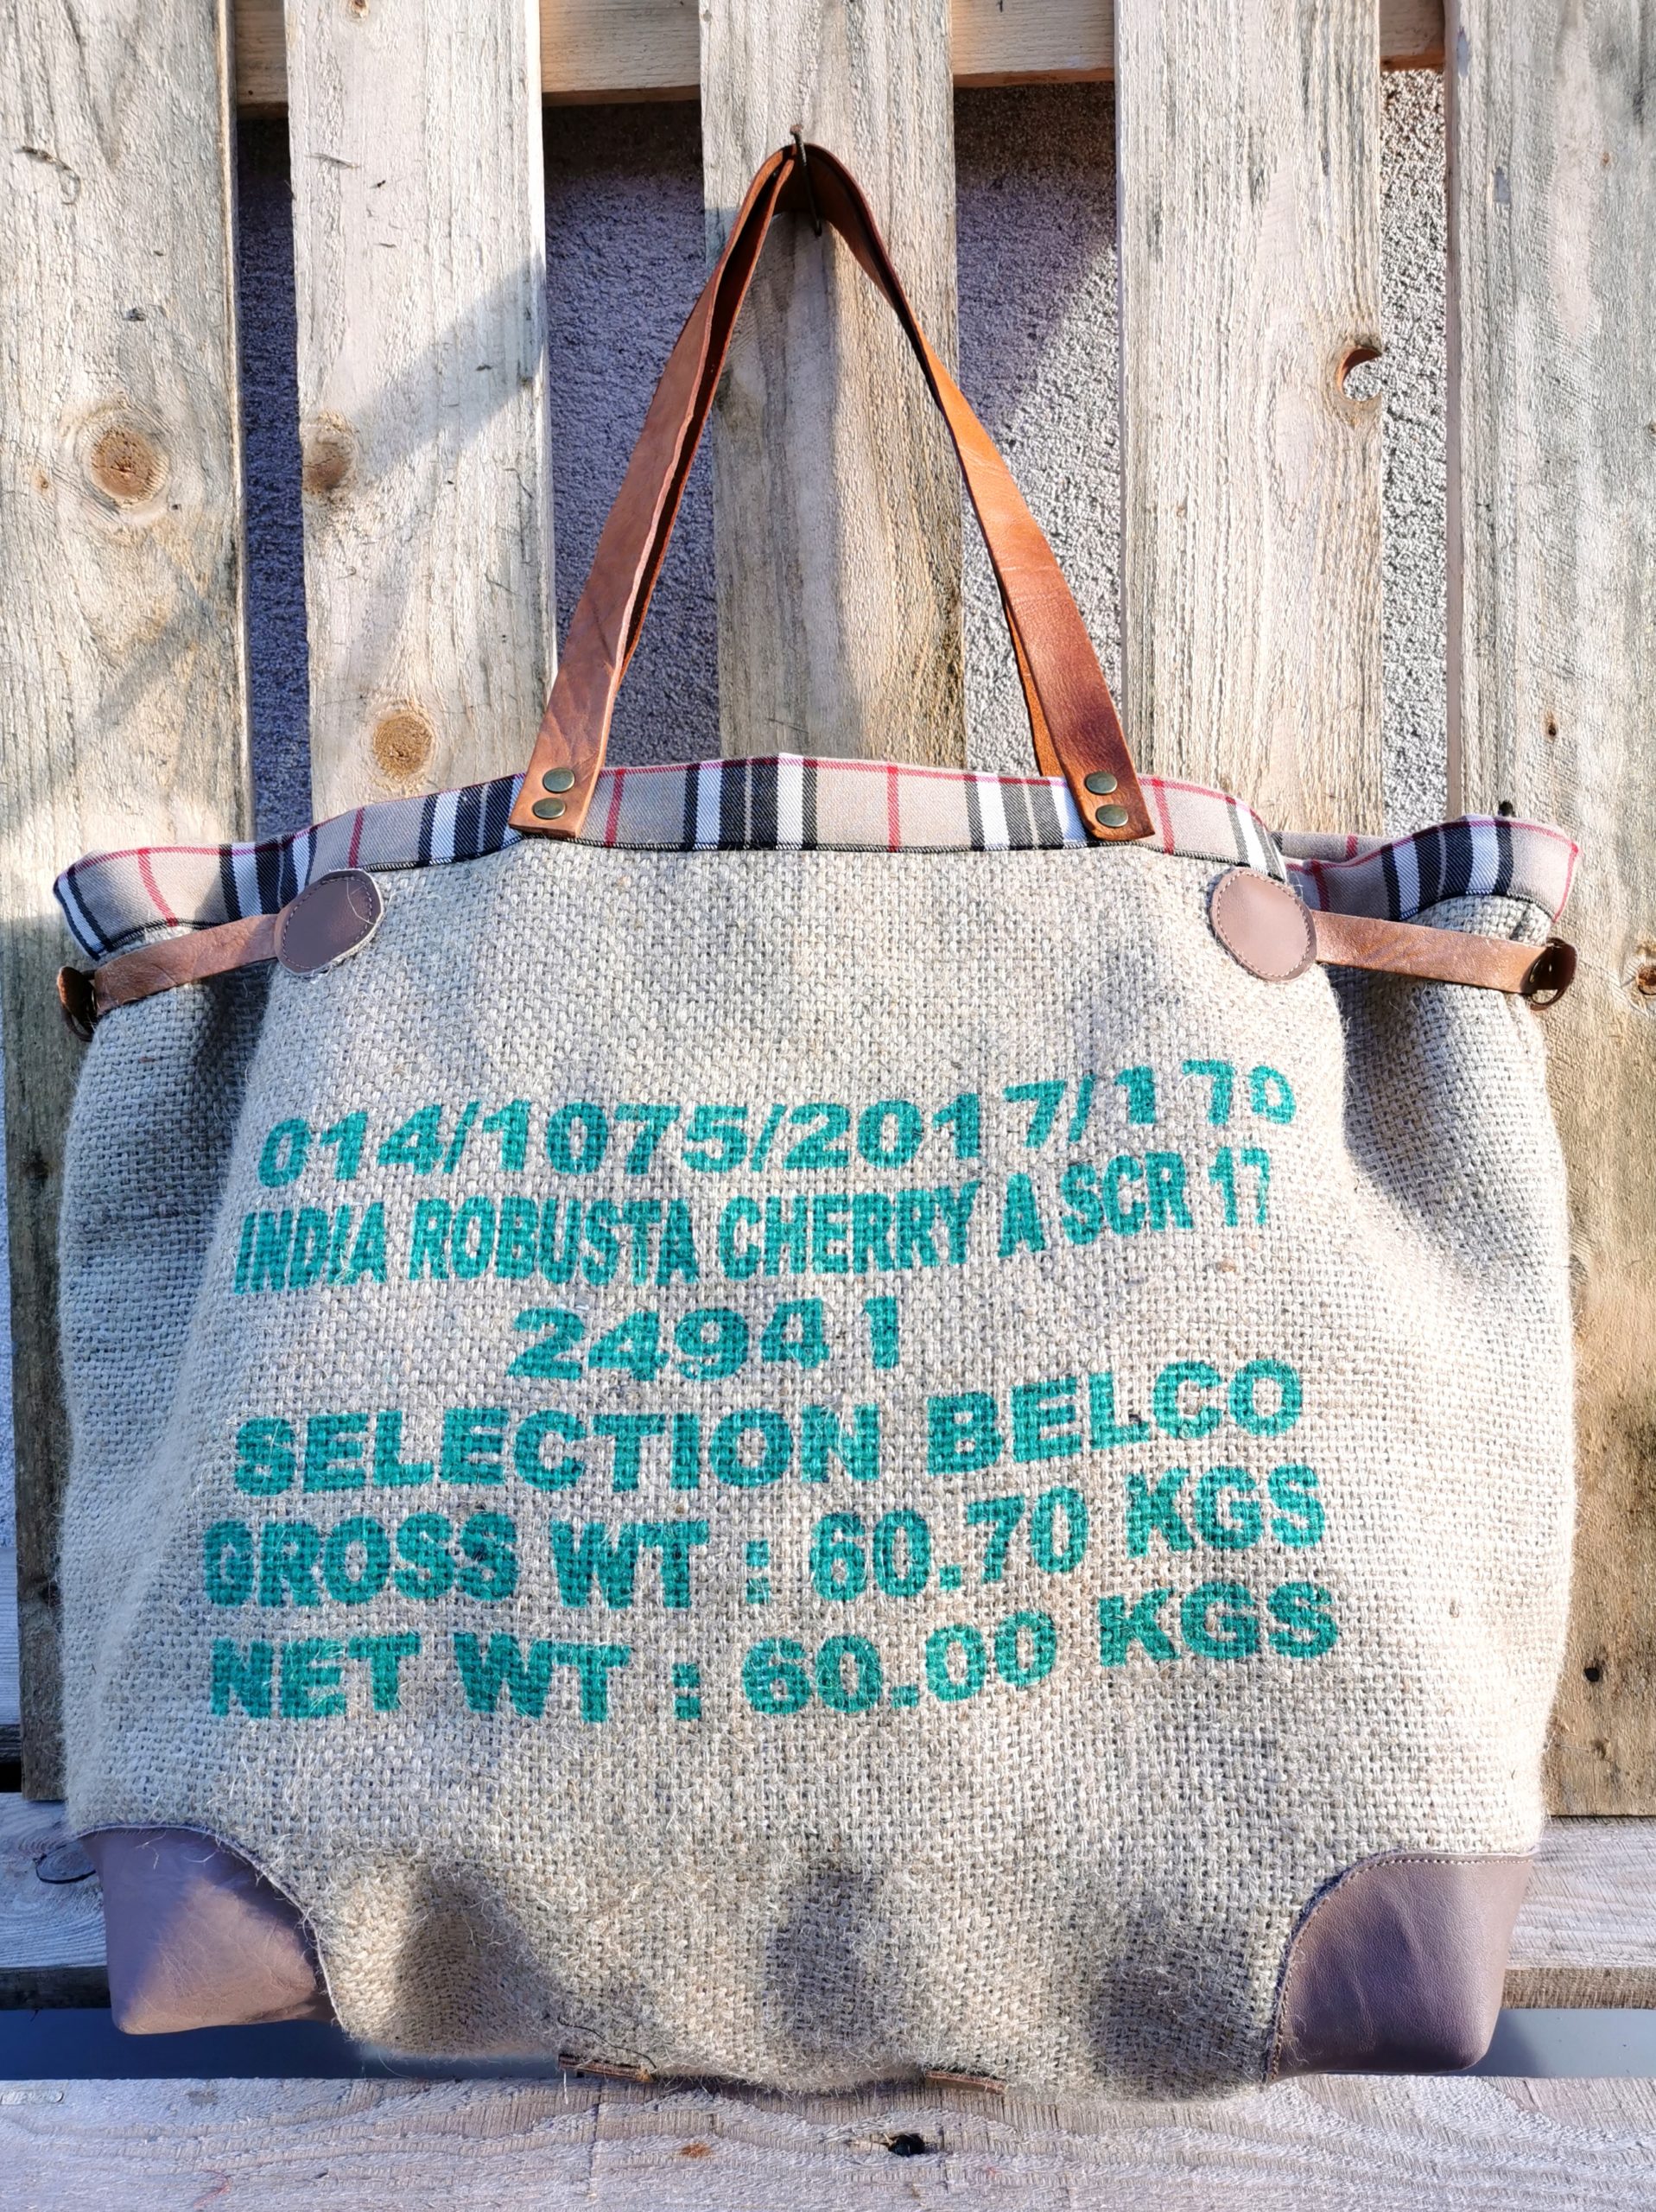 014/1075/2017/170
INDIA ROBUSTA CHERRY A SCR 17
24941
SELECTION BELCO
GROSS WT : 60.70 KGS
NET WT : 60.00 KGS